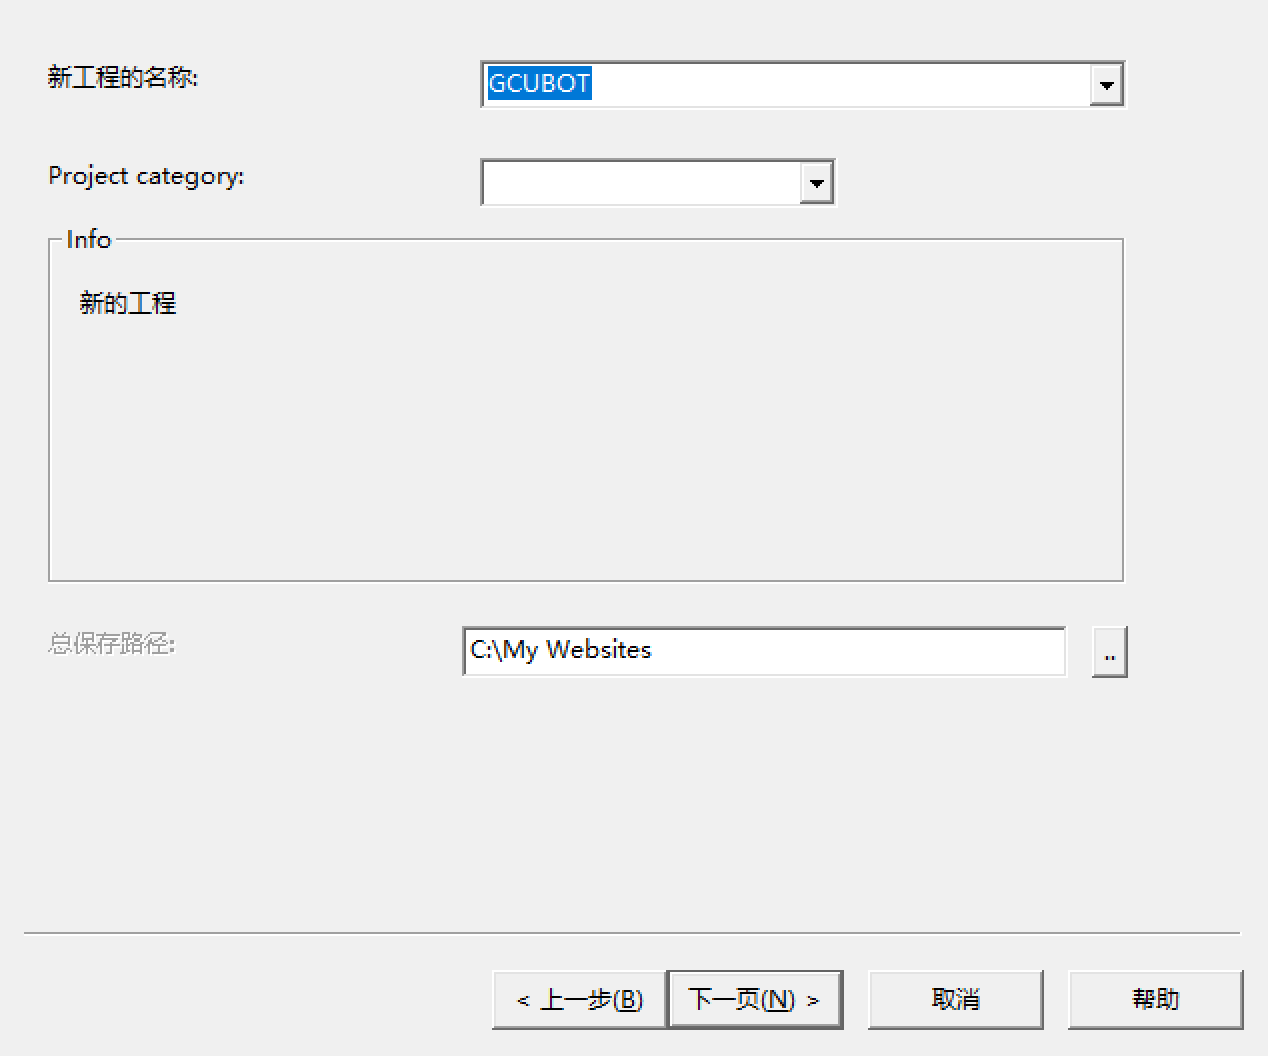 新工程的名称:
GCUBOT
Project category:
Info
新的工程
总保存路径:
C:\My Websites
..
< 上一步(B)
下一页(N) >
取消
帮助